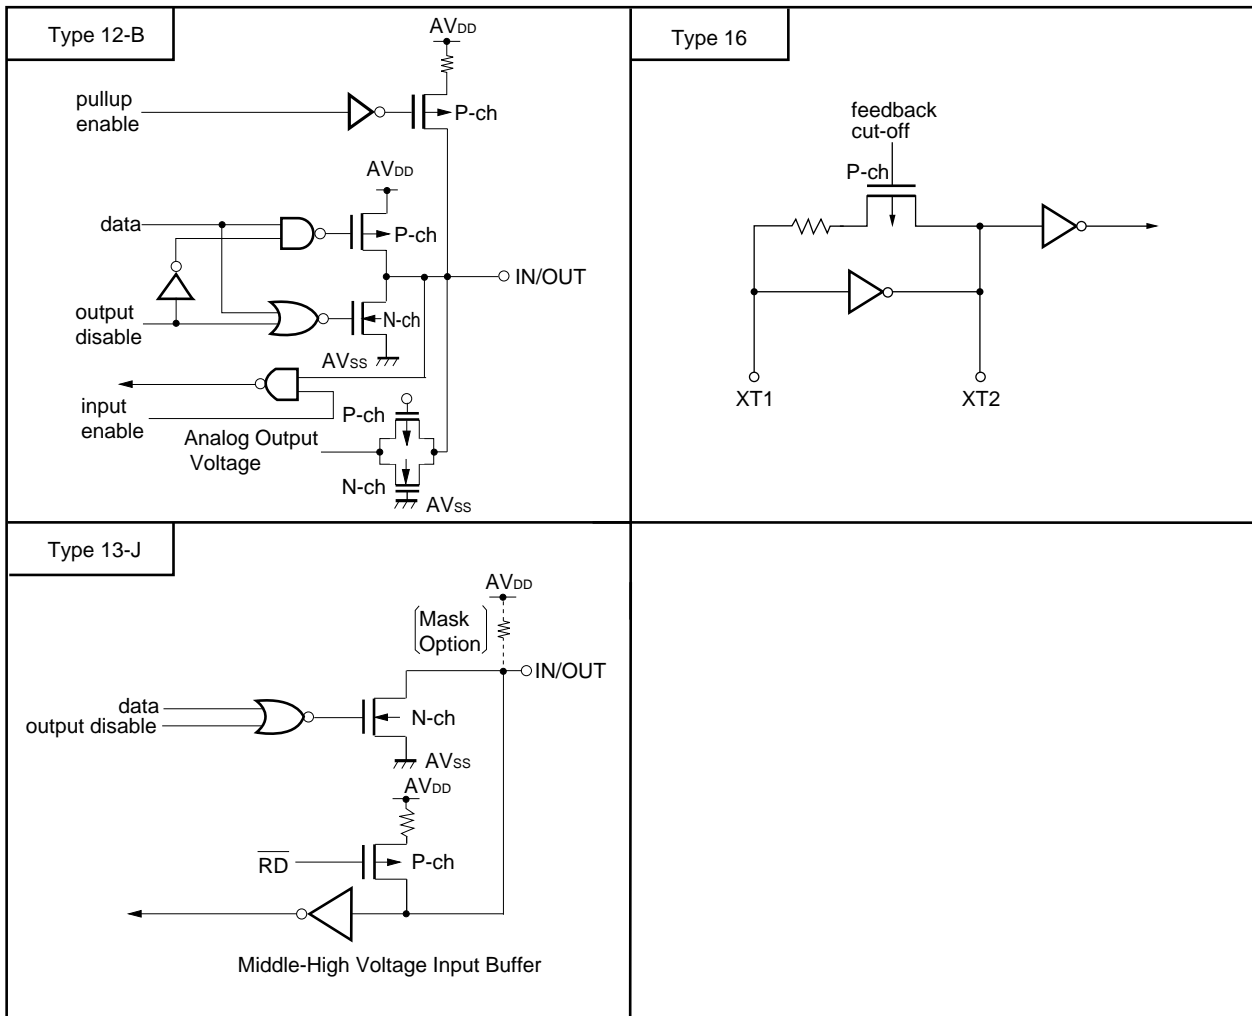 Type 12-B
AVDD
pullup
enable
P-ch
AVDD
data
P-ch
IN/OUT
output
disable
N-ch
AVSS
input
enable
P-ch
Analog Output
Voltage
N-ch
AVSS
Type 16
feedback
cut-off
P-ch
XT1
XT2
Type 13-J
AVDD
Mask
Option
IN/OUT
data
output disable
N-ch
AVSS
AVDD
RD
P-ch
Middle-High Voltage Input Buffer